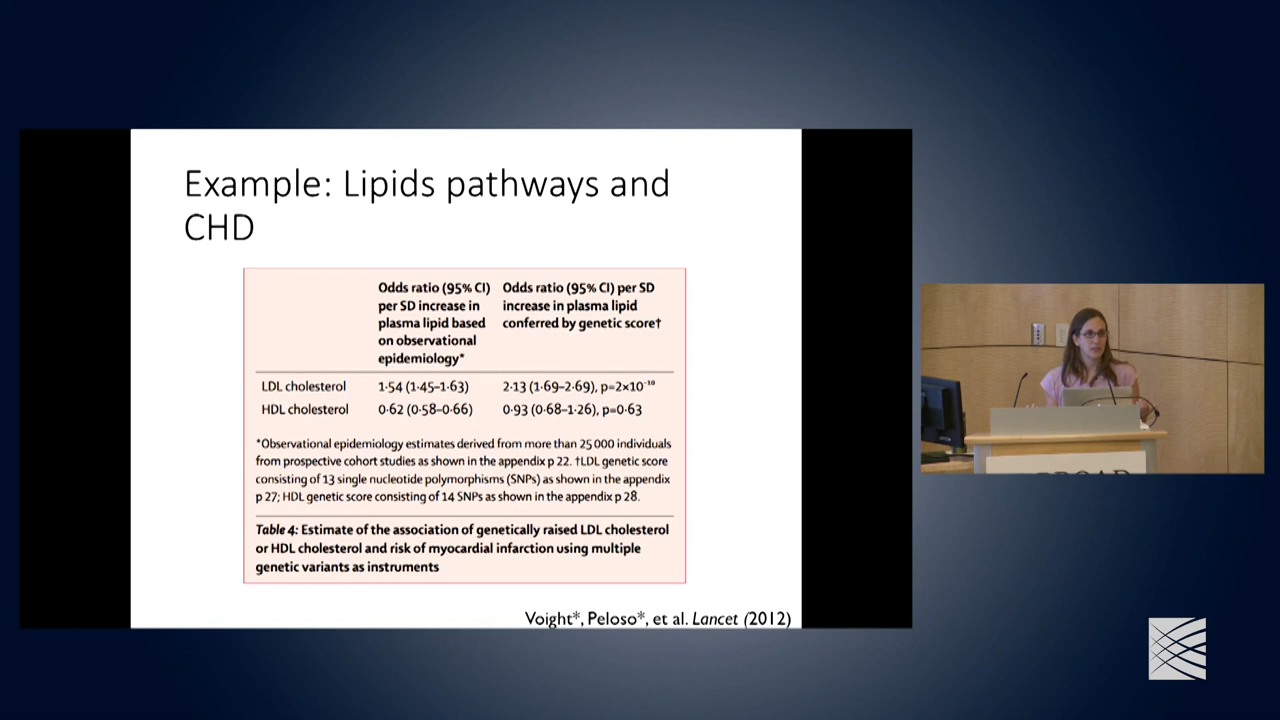 Example: Lipids pathways and
CHD
Odds ratio (95% CI)
per SD increase in
plasma lipid based
on observational
epidemiology*
Odds ratio (95% CI) per SD
increase in plasma lipid
conferred by genetic score†
LDL cholesterol 1·54 (1·45–1·63) 2·13 (1·69–2·69), p=2×10⁻¹⁰
HDL cholesterol 0·62 (0·58–0·66) 0·93 (0·68–1·26), p=0·63
*Observational epidemiology estimates derived from more than 25 000 individuals
from prospective cohort studies as shown in the appendix p 22. †LDL genetic score
consisting of 13 single nucleotide polymorphisms (SNPs) as shown in the appendix
p 27; HDL genetic score consisting of 14 SNPs as shown in the appendix p 28.
Table 4: Estimate of the association of genetically raised LDL cholesterol
or HDL cholesterol and risk of myocardial infarction using multiple
genetic variants as instruments
Voight*, Peloso*, et al. Lancet (2012)